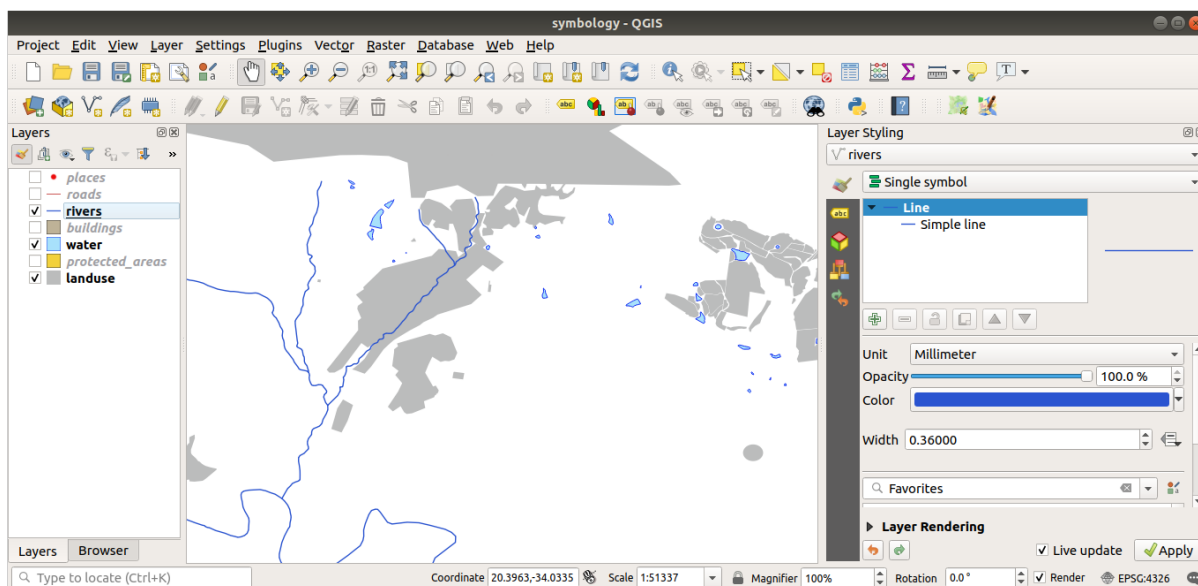 symbology - QGIS
Project Edit View Layer Settings Plugins Vector Raster Database Web Help
Layers
places
roads
rivers
buildings
water
protected_areas
landuse
Layers Browser
Layer Styling
rivers
Single symbol
Line
Simple line
Unit Millimeter
Opacity 100.0 %
Color
Width 0.36000
Favorites
Layer Rendering
Live update Apply
Type to locate (Ctrl+K) Coordinate 20.3963,-34.0335 Scale 1:51337 Magnifier 100% Rotation 0.0° Render EPSG:4326